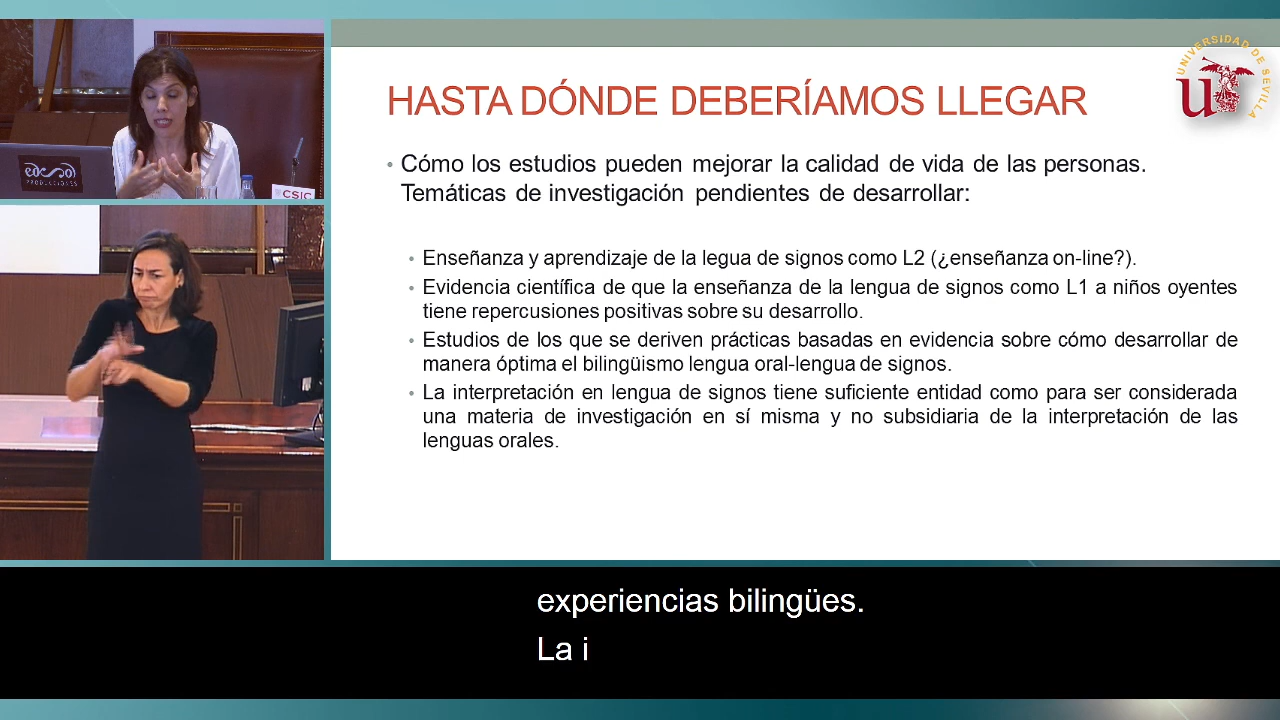 HASTA DÓNDE DEBERÍAMOS LLEGAR
UNIVERSIDAD DE SEVILLA
• Cómo los estudios pueden mejorar la calidad de vida de las personas.
Temáticas de investigación pendientes de desarrollar:
• Enseñanza y aprendizaje de la legua de signos como L2 (¿enseñanza on-line?).
• Evidencia científica de que la enseñanza de la lengua de signos como L1 a niños oyentes
tiene repercusiones positivas sobre su desarrollo.
• Estudios de los que se deriven prácticas basadas en evidencia sobre cómo desarrollar de
manera óptima el bilingüismo lengua oral-lengua de signos.
• La interpretación en lengua de signos tiene suficiente entidad como para ser considerada
una materia de investigación en sí misma y no subsidiaria de la interpretación de las
lenguas orales.
PRODUCCIONES
CSIC
experiencias bilingües.
La i